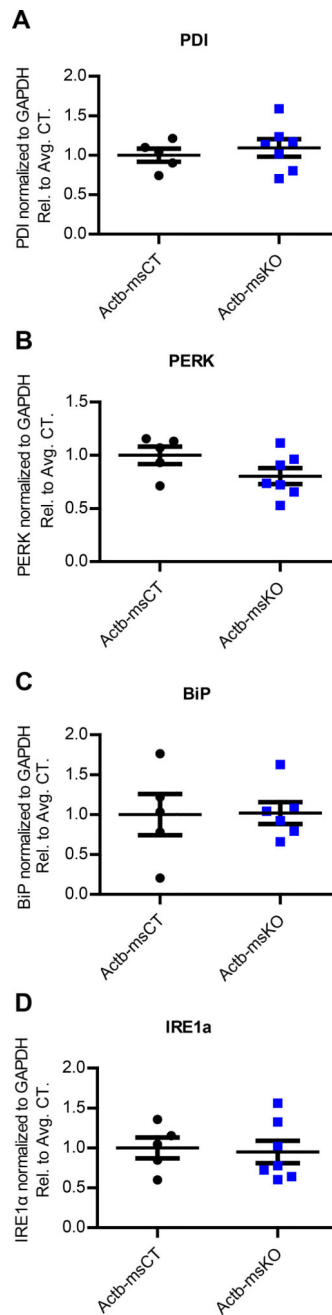 A
PDI
PDI normalized to GAPDH
Rel. to Avg. CT.
2.0
1.5
1.0
0.5
0.0
Actb-msCT
Actb-msKO
B
PERK
PERK normalized to GAPDH
Rel. to Avg. CT.
1.5
1.0
0.5
0.0
Actb-msCT
Actb-msKO
C
BiP
BiP normalized to GAPDH
Rel. to Avg. CT.
2.0
1.5
1.0
0.5
0.0
Actb-msCT
Actb-msKO
D
IRE1a
IRE1α normalized to GAPDH
Rel. to Avg. CT.
2.0
1.5
1.0
0.5
0.0
Actb-msCT
Actb-msKO